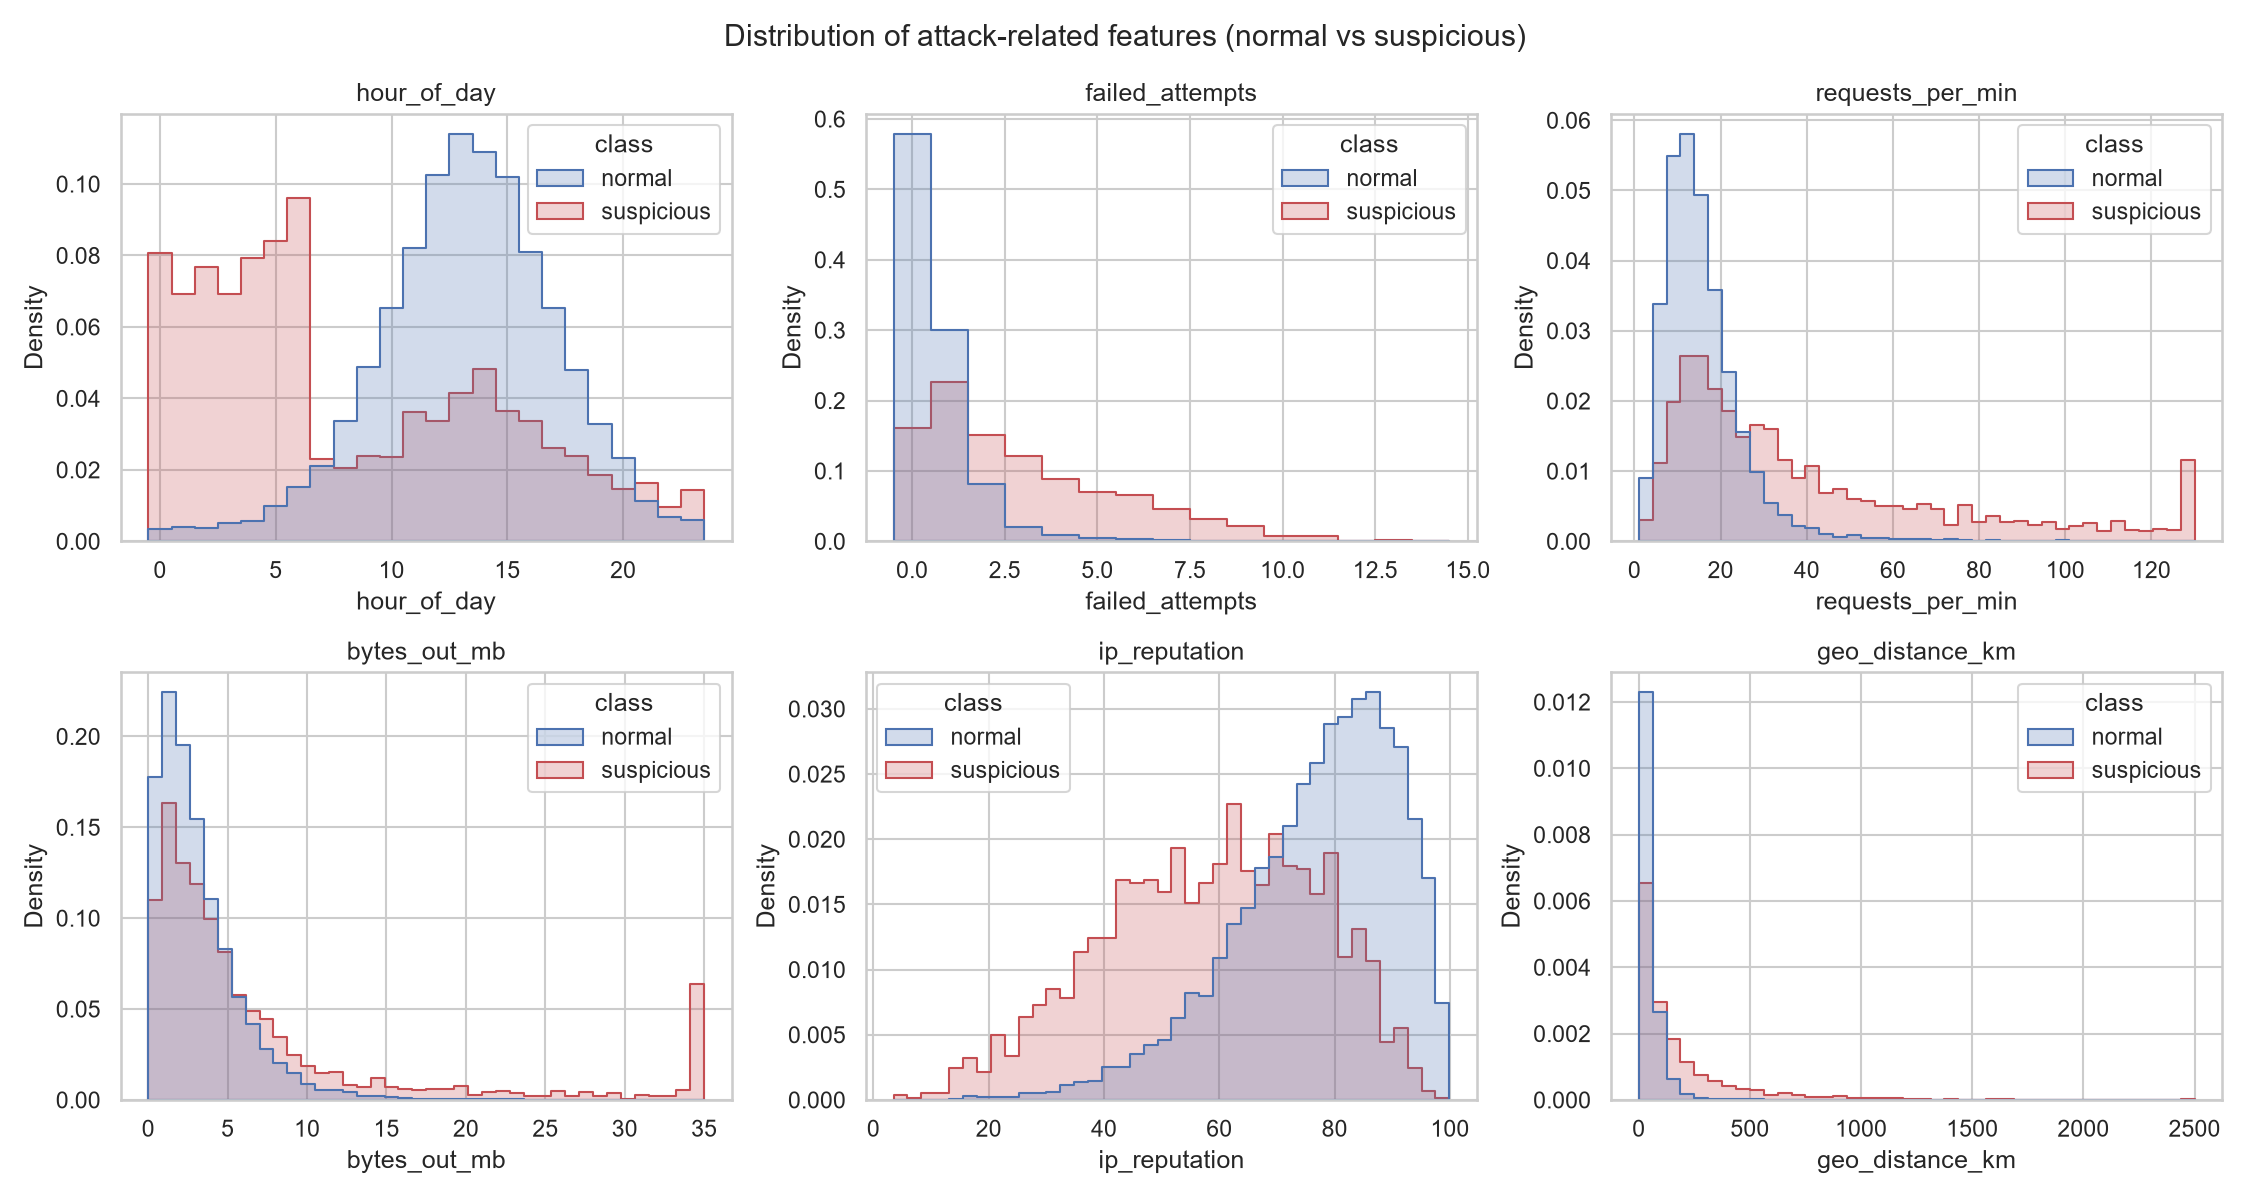 Distribution of attack-related features (normal vs suspicious)
hour_of_day
Density
0.10
0.08
0.06
0.04
0.02
0.00
0 5 10 15 20
hour_of_day
class
normal
suspicious
failed_attempts
Density
0.6
0.5
0.4
0.3
0.2
0.1
0.0
0.0 2.5 5.0 7.5 10.0 12.5 15.0
failed_attempts
class
normal
suspicious
requests_per_min
Density
0.06
0.05
0.04
0.03
0.02
0.01
0.00
0 20 40 60 80 100 120
requests_per_min
class
normal
suspicious
bytes_out_mb
Density
0.20
0.15
0.10
0.05
0.00
0 5 10 15 20 25 30 35
bytes_out_mb
class
normal
suspicious
ip_reputation
Density
0.030
0.025
0.020
0.015
0.010
0.005
0.000
0 20 40 60 80 100
ip_reputation
class
normal
suspicious
geo_distance_km
Density
0.012
0.010
0.008
0.006
0.004
0.002
0.000
0 500 1000 1500 2000 2500
geo_distance_km
class
normal
suspicious